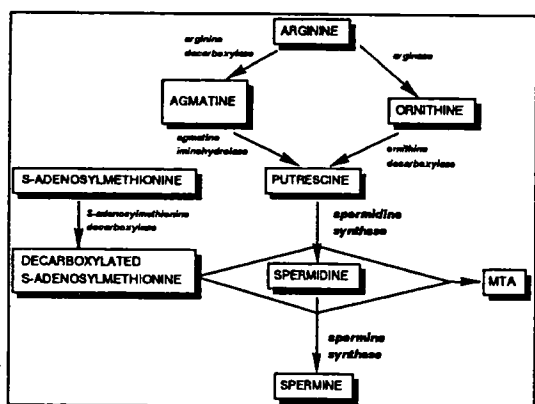 ARGININE
arginine
decarboxylase
arginase
AGMATINE
ORNITHINE
agmatine
iminohydrolase
ornithine
decarboxylase
S-ADENOSYLMETHIONINE
PUTRESCINE
S-adenosylmethionine
decarboxylase
spermidine
synthase
DECARBOXYLATED
S-ADENOSYLMETHIONINE
SPERMIDINE
MTA
spermine
synthase
SPERMINE